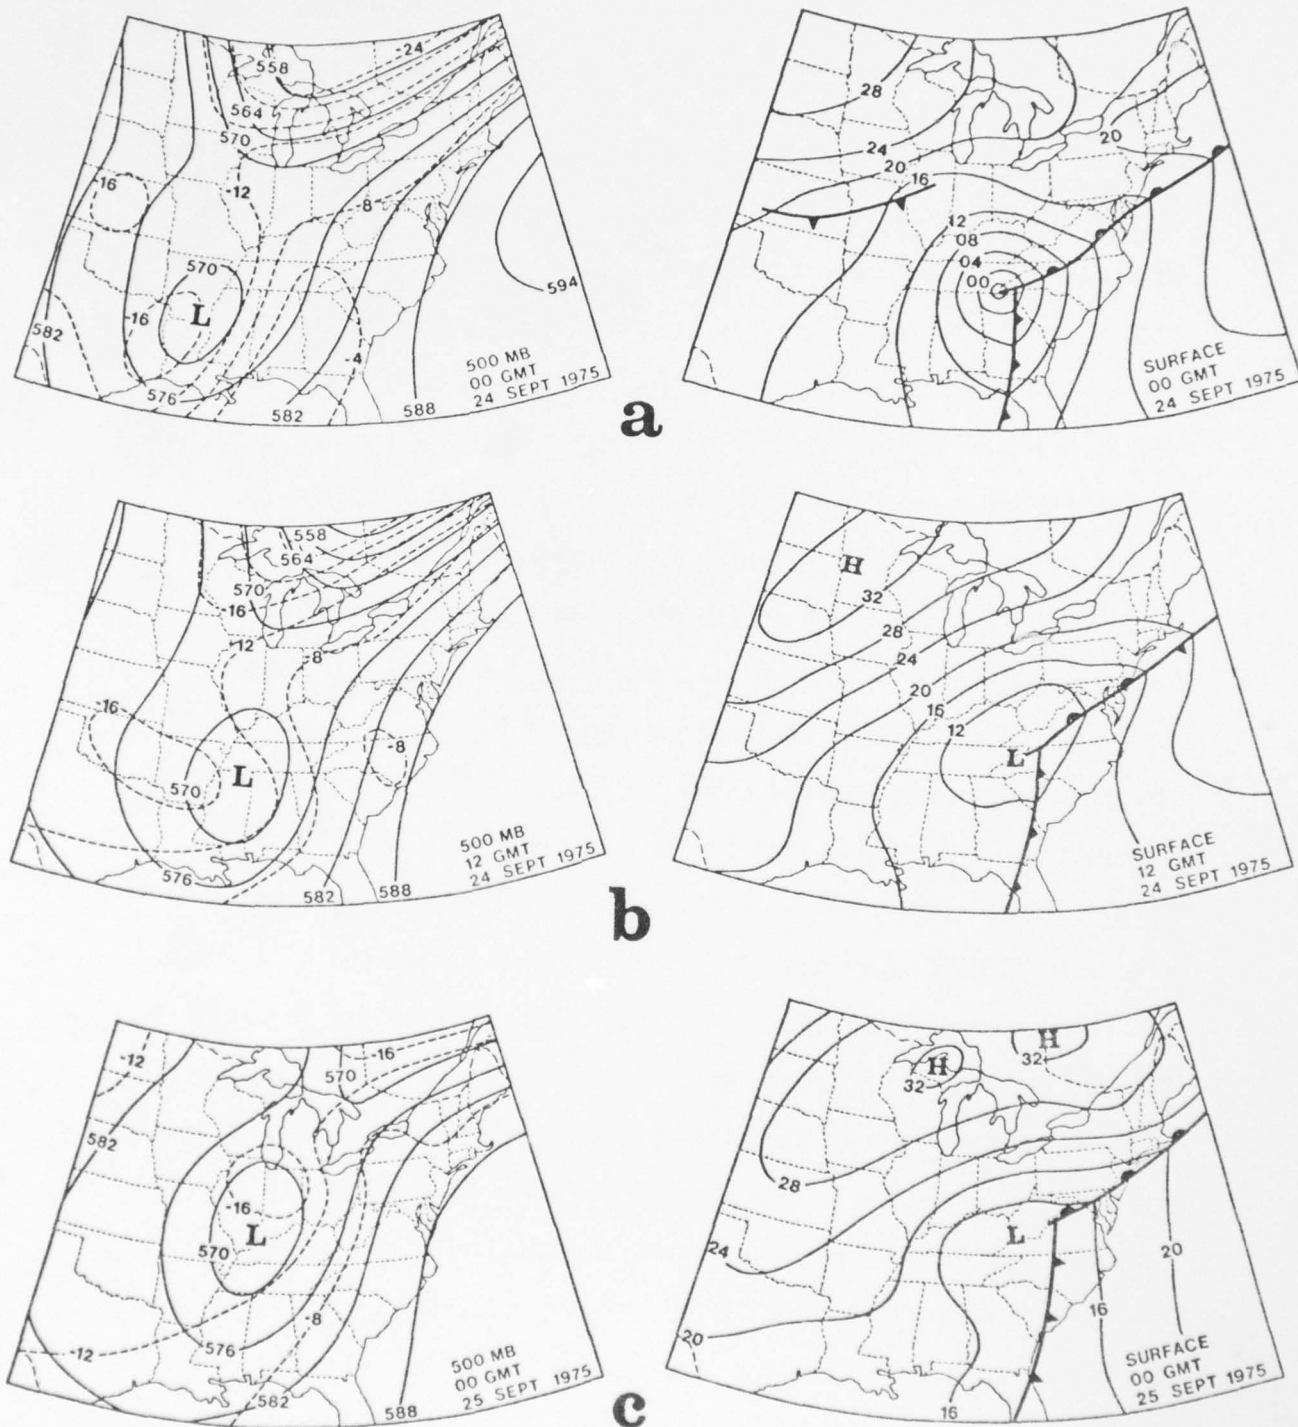 -24
558
564
570
-12
16
-8
570
-16
L
594
582
-4
576
582
588
500 MB
00 GMT
24 SEPT 1975
28
24
20
20
16
12
08
04
00
SURFACE
00 GMT
24 SEPT 1975
a
558
564
570
-16
-12
-8
-16
-8
L
570
576
582
588
500 MB
12 GMT
24 SEPT 1975
H
32
28
24
20
16
12
L
SURFACE
12 GMT
24 SEPT 1975
b
-12
-16
570
582
-16
L
570
-8
576
-12
582
588
500 MB
00 GMT
25 SEPT 1975
H
32
H
32
28
24
L
20
16
20
16
SURFACE
00 GMT
25 SEPT 1975
c